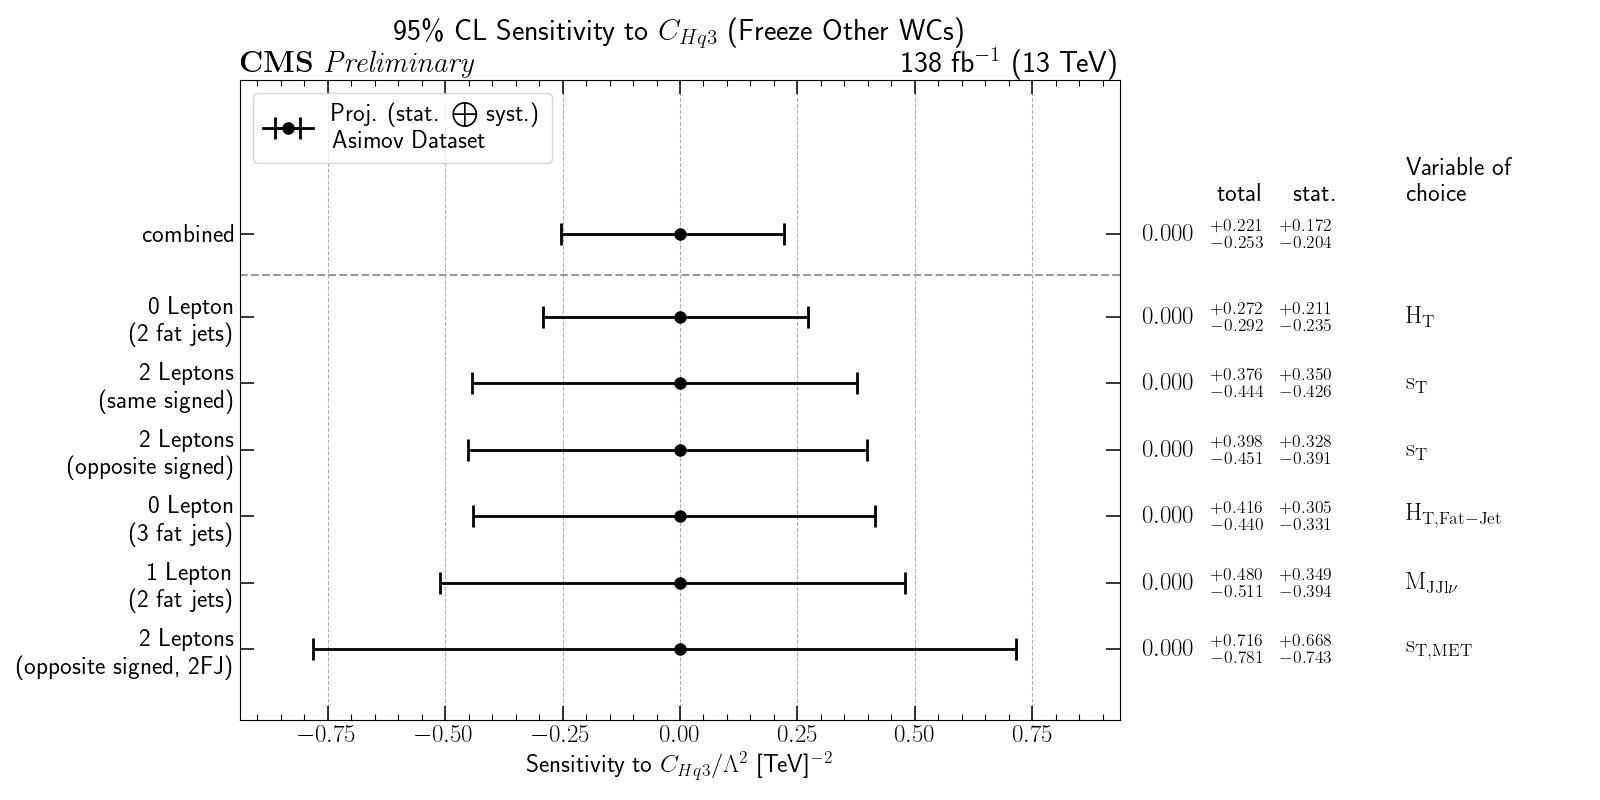 95% CL Sensitivity to C_{Hq3} (Freeze Other WCs)
CMS Preliminary 138 fb^{−1} (13 TeV)
Proj. (stat. ⨁ syst.)
Asimov Dataset
Variable of
total stat. choice
combined 0.000 +0.221 −0.253 +0.172 −0.204
0 Lepton
(2 fat jets) 0.000 +0.272 −0.292 +0.211 −0.235 H_T
2 Leptons
(same signed) 0.000 +0.376 −0.444 +0.350 −0.426 s_T
2 Leptons
(opposite signed) 0.000 +0.398 −0.451 +0.328 −0.391 s_T
0 Lepton
(3 fat jets) 0.000 +0.416 −0.440 +0.305 −0.331 H_{T,Fat−Jet}
1 Lepton
(2 fat jets) 0.000 +0.480 −0.511 +0.349 −0.394 M_{JJlν}
2 Leptons
(opposite signed, 2FJ) 0.000 +0.716 −0.781 +0.668 −0.743 s_{T,MET}
−0.75 −0.50 −0.25 0.00 0.25 0.50 0.75
Sensitivity to C_{Hq3}/Λ^2 [TeV]^{−2}